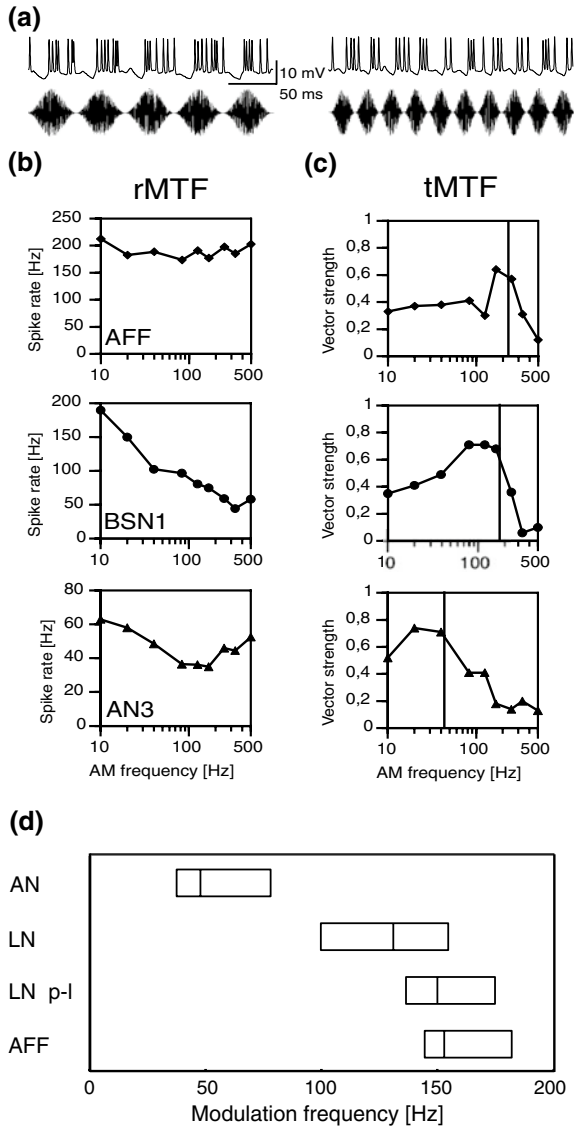 (a)
10 mV
50 ms
(b)
(c)
rMTF
tMTF
Spike rate [Hz]
250
200
150
100
50
0
AFF
10
100
500
Vector strength
1
0,8
0,6
0,4
0,2
0
10
100
500
Spike rate [Hz]
200
150
100
50
0
BSN1
10
100
500
Vector strength
1
0,8
0,6
0,4
0,2
0
10
100
500
Spike rate [Hz]
80
60
40
20
0
AN3
10
100
500
AM frequency [Hz]
Vector strength
1
0,8
0,6
0,4
0,2
0
10
100
500
AM frequency [Hz]
(d)
AN
LN
LN p-l
AFF
0
50
100
150
200
Modulation frequency [Hz]